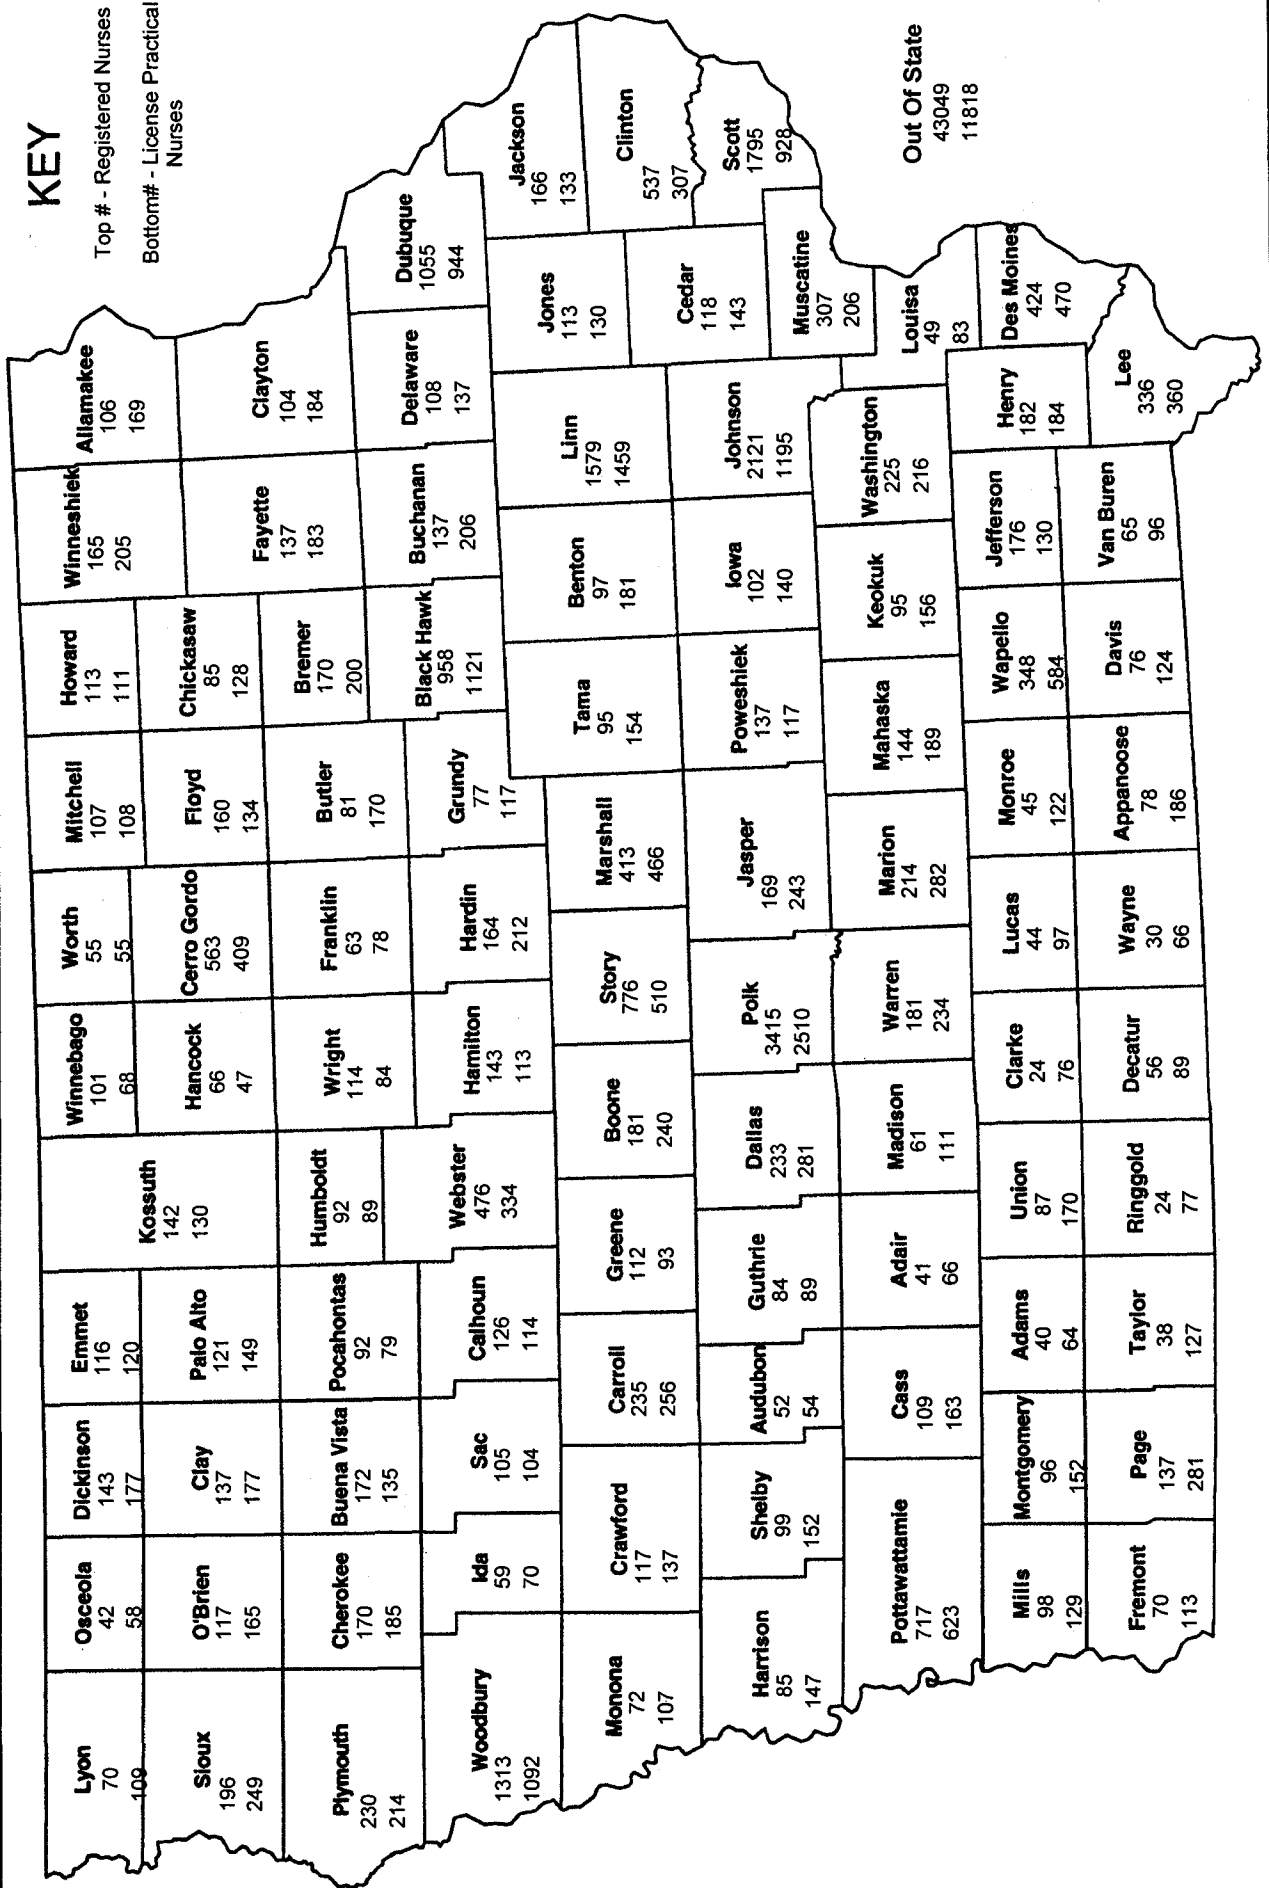 KEY
Top # - Registered Nurses
Bottom# - License Practical
Nurses
Lyon
70
109
Osceola
42
58
Dickinson
143
177
Emmet
116
120
Kossuth
142
130
Winnebago
101
68
Worth
55
55
Mitchell
107
108
Howard
113
111
Winneshiek
165
205
Allamakee
106
169
Sioux
196
249
O'Brien
117
165
Clay
137
177
Palo Alto
121
149
Hancock
66
47
Cerro Gordo
563
409
Floyd
160
134
Chickasaw
85
128
Fayette
137
183
Clayton
104
184
Plymouth
230
214
Cherokee
170
185
Buena Vista
172
135
Pocahontas
92
79
Humboldt
92
89
Wright
114
84
Franklin
63
78
Butler
81
170
Bremer
170
200
Woodbury
1313
1092
Ida
59
70
Sac
105
104
Calhoun
126
114
Webster
476
334
Hamilton
143
113
Hardin
164
212
Grundy
77
117
Black Hawk
958
1121
Buchanan
137
206
Delaware
108
137
Dubuque
1055
944
Monona
72
107
Crawford
117
137
Carroll
235
256
Greene
112
93
Boone
181
240
Story
776
510
Marshall
413
466
Tama
95
154
Benton
97
181
Linn
1579
1459
Jones
113
130
Jackson
166
133
Clinton
537
307
Harrison
85
147
Shelby
99
152
Audubon
52
54
Guthrie
84
89
Dallas
233
281
Polk
3415
2510
Jasper
169
243
Poweshiek
137
117
Iowa
102
140
Johnson
2121
1195
Cedar
118
143
Scott
1795
928
Muscatine
307
206
Pottawattamie
717
623
Cass
109
163
Adair
41
66
Madison
61
111
Warren
181
234
Marion
214
282
Mahaska
144
189
Keokuk
95
156
Washington
225
216
Louisa
49
83
Out Of State
43049
11818
Mills
98
129
Montgomery
96
152
Adams
40
64
Union
87
170
Clarke
24
76
Lucas
44
97
Monroe
45
122
Wapello
348
584
Jefferson
176
130
Henry
182
184
Des Moines
424
470
Fremont
70
113
Page
137
281
Taylor
38
127
Ringgold
24
77
Decatur
56
89
Wayne
30
66
Appanoose
78
186
Davis
76
124
Van Buren
65
96
Lee
336
360